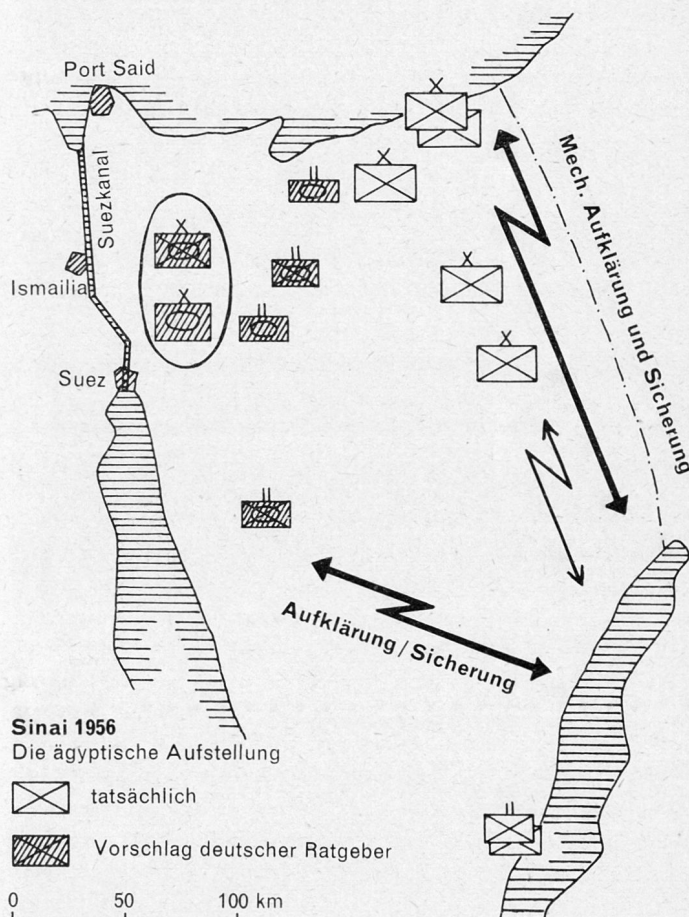 Port Said
Suezkanal
Ismailia
Suez
Mech. Aufklärung und Sicherung
Aufklärung/Sicherung
Sinai 1956
Die ägyptische Aufstellung
tatsächlich
Vorschlag deutscher Ratgeber
0 50 100 km